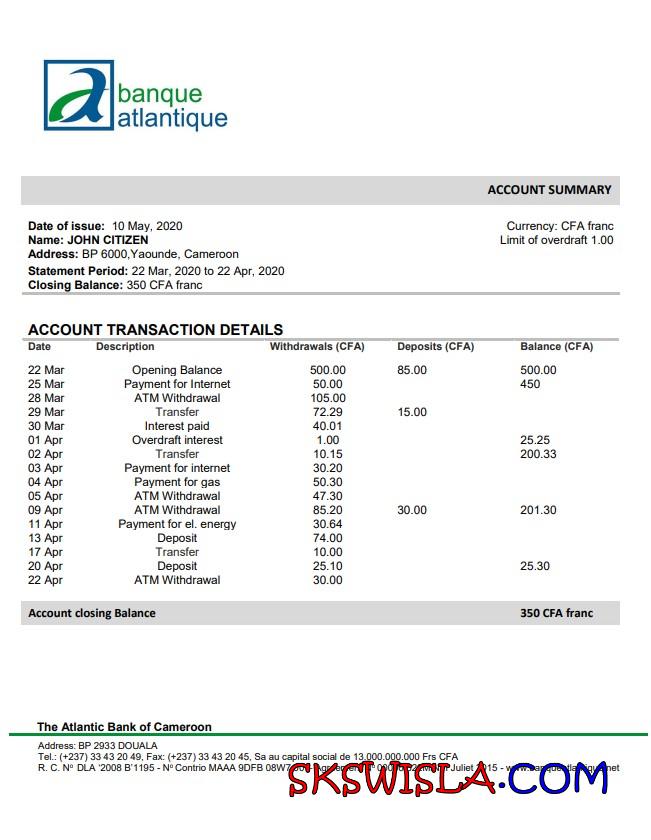 banque
atlantique
ACCOUNT SUMMARY
Date of issue: 10 May, 2020
Currency: CFA franc
Name: JOHN CITIZEN
Limit of overdraft 1.00
Address: BP 6000,Yaounde, Cameroon
Statement Period: 22 Mar, 2020 to 22 Apr, 2020
Closing Balance: 350 CFA franc
ACCOUNT TRANSACTION DETAILS
Date Description Withdrawals (CFA) Deposits (CFA) Balance (CFA)
22 Mar Opening Balance 500.00 85.00 500.00
25 Mar Payment for Internet 50.00 450
28 Mar ATM Withdrawal 105.00
29 Mar Transfer 72.29 15.00
30 Mar Interest paid 40.01
01 Apr Overdraft interest 1.00 25.25
02 Apr Transfer 10.15 200.33
03 Apr Payment for internet 30.20
04 Apr Payment for gas 50.30
05 Apr ATM Withdrawal 47.30
09 Apr ATM Withdrawal 85.20 30.00 201.30
11 Apr Payment for el. energy 30.64
13 Apr Deposit 74.00
17 Apr Transfer 10.00
20 Apr Deposit 25.10 25.30
22 Apr ATM Withdrawal 30.00
Account closing Balance 350 CFA franc
The Atlantic Bank of Cameroon
Address: BP 2933 DOUALA
Tel.: (+237) 33 43 20 49, Fax: (+237) 33 43 20 45, Sa au capital social de 13.000.000.000 Frs CFA
R. C. Nº DLA '2008 B'1195 - Nº Contrio MAAA 9DFB 08W7 Juliet
SKSWISLA.COM